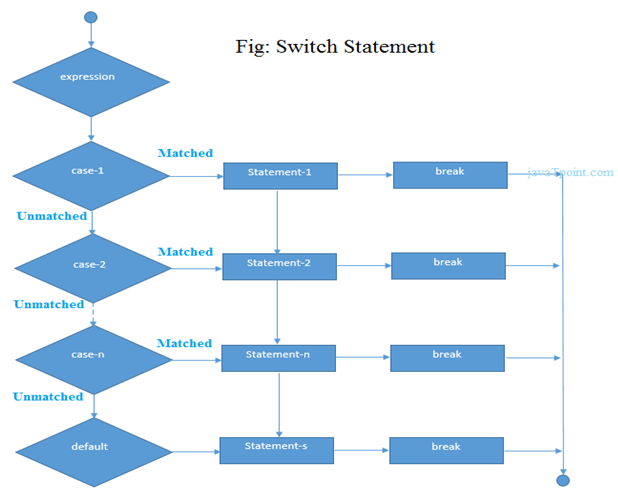 Fig: Switch Statement
expression
case-1
Matched
Statement-1
break
javaTpoint.com
Unmatched
case-2
Matched
Statement-2
break
Unmatched
case-n
Matched
Statement-n
break
Unmatched
default
Statement-s
break